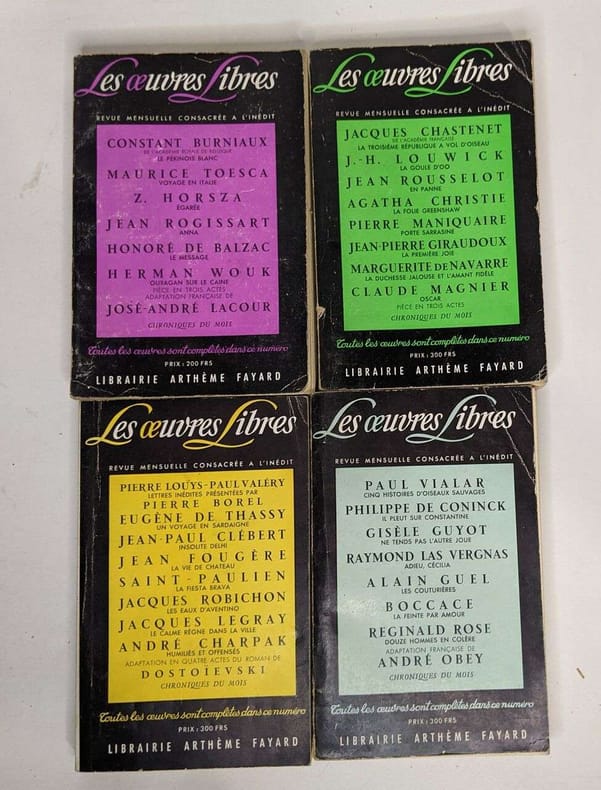 Les œuvres Libres
REVUE MENSUELLE CONSACRÉE A L'INÉDIT
CONSTANT BURNIAUX
DE L'ACADÉMIE ROYALE DE BELGIQUE
LE PÉKINOIS BLANC
MAURICE TOESCA
VOYAGE EN ITALIE
Z. HORSZA
ÉGARÉE
JEAN ROGISSART
ANNA
HONORÉ DE BALZAC
LE MESSAGE
HERMAN WOUK
OURAGAN SUR LE CAINE
PIÈCE EN TROIS ACTES
ADAPTATION FRANÇAISE DE
JOSÉ-ANDRÉ LACOUR
CHRONIQUES DU MOIS
Toutes les œuvres sont complètes dans ce numéro
PRIX : 200 FRS
LIBRAIRIE ARTHÈME FAYARD
Les œuvres Libres
REVUE MENSUELLE CONSACRÉE A L'INÉDIT
JACQUES CHASTENET
DE L'ACADÉMIE FRANÇAISE
LA TROISIÈME RÉPUBLIQUE A VOL D'OISEAU
J.-H. LOUWICK
LA GOULE D'OO
JEAN ROUSSELOT
EN PANNE
AGATHA CHRISTIE
LA FOLIE GREENSHAW
PIERRE MANIQUAIRE
PORTE SARRASINE
JEAN-PIERRE GIRAUDOUX
LA PREMIÈRE JOIE
MARGUERITE DE NAVARRE
LA DUCHESSE JALOUSE ET L'AMANT FIDÈLE
CLAUDE MAGNIER
OSCAR
PIÈCE EN TROIS ACTES
CHRONIQUES DU MOIS
Toutes les œuvres sont complètes dans ce numéro
PRIX : 300 FRS
LIBRAIRIE ARTHÈME FAYARD
Les œuvres Libres
REVUE MENSUELLE CONSACRÉE A L'INÉDIT
PIERRE LOUŸS-PAUL VALÉRY
LETTRES INÉDITES PRÉSENTÉES PAR
PIERRE BOREL
EUGÈNE DE THASSY
UN VOYAGE EN SARDAIGNE
JEAN-PAUL CLÉBERT
INSOLITE DELHI
JEAN FOUGÈRE
LA VIE DE CHATEAU
SAINT-PAULIEN
LA FIESTA BRAVA
JACQUES ROBICHON
LES EAUX D'AVENTINO
JACQUES LEGRAY
LE CALME RÈGNE DANS LA VILLE
ANDRÉ CHARPAK
HUMILIÉS ET OFFENSÉS
ADAPTATION EN QUATRE ACTES DU ROMAN DE
DOSTOÏEVSKI
CHRONIQUES DU MOIS
Toutes les œuvres sont complètes dans ce numéro
PRIX : 300 FRS
LIBRAIRIE ARTHÈME FAYARD
Les œuvres Libres
REVUE MENSUELLE CONSACRÉE A L'INÉDIT
PAUL VIALAR
CINQ HISTOIRES D'OISEAUX SAUVAGES
PHILIPPE DE CONINCK
IL PLEUT SUR CONSTANTINE
GISÈLE GUYOT
NE TENDS PAS L'AUTRE JOUE
RAYMOND LAS VERGNAS
ADIEU, CÉCILIA
ALAIN GUEL
LES COUTURIÈRES
BOCCACE
LA FEINTE PAR AMOUR
REGINALD ROSE
DOUZE HOMMES EN COLÈRE
ADAPTATION FRANÇAISE DE
ANDRÉ OBEY
CHRONIQUES DU MOIS
Toutes les œuvres sont complètes dans ce numéro
PRIX : 300 FRS
LIBRAIRIE ARTHÈME FAYARD